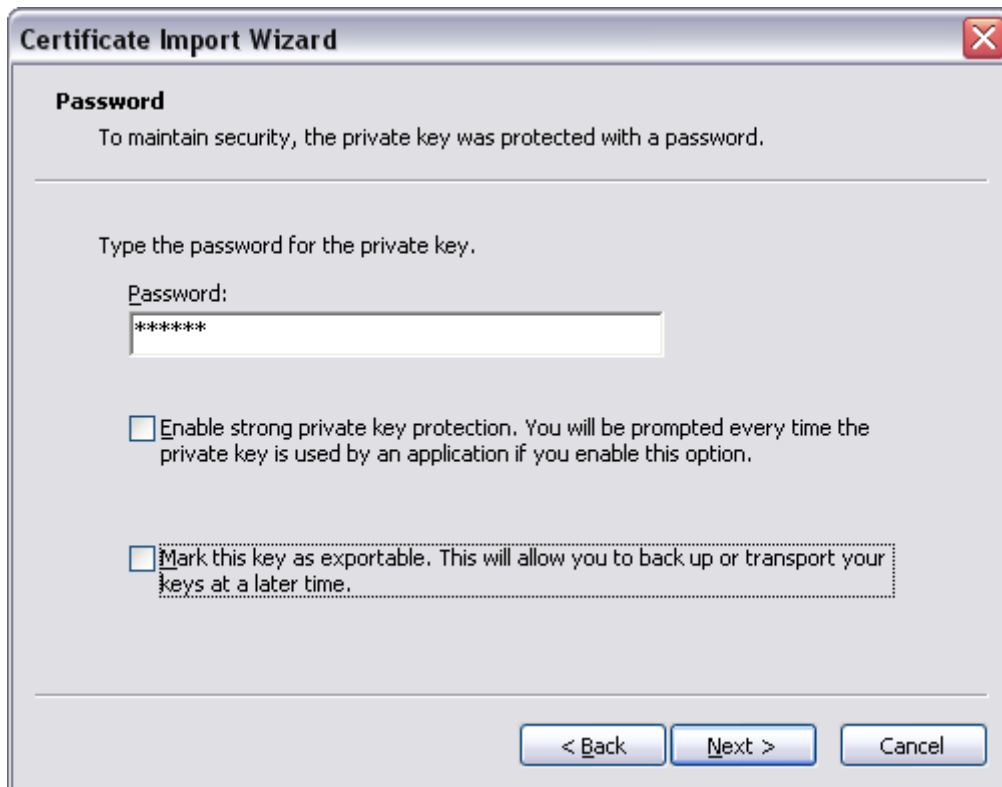 Certificate Import Wizard
Password
To maintain security, the private key was protected with a password.
Type the password for the private key.
Password:
******
Enable strong private key protection. You will be prompted every time the
private key is used by an application if you enable this option.
Mark this key as exportable. This will allow you to back up or transport your
keys at a later time.
< Back
Next >
Cancel